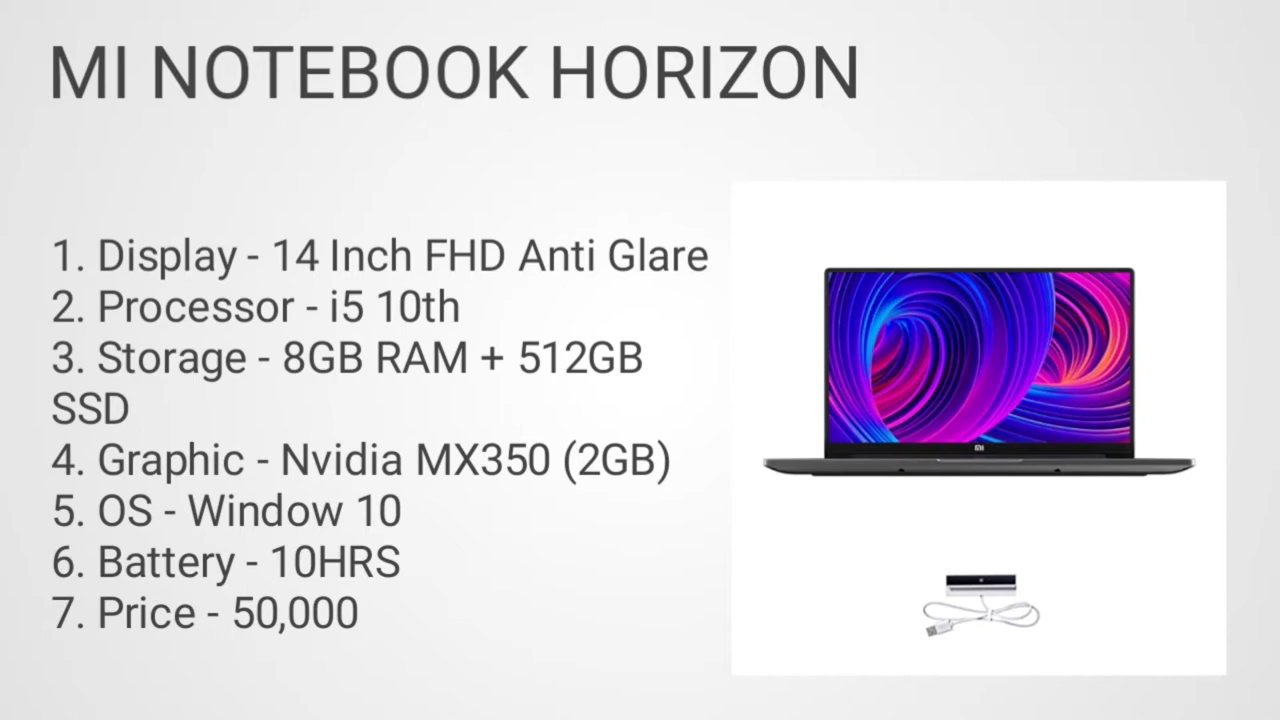 MI NOTEBOOK HORIZON
1. Display - 14 Inch FHD Anti Glare
2. Processor - i5 10th
3. Storage - 8GB RAM + 512GB
SSD
4. Graphic - Nvidia MX350 (2GB)
5. OS - Window 10
6. Battery - 10HRS
7. Price - 50,000
mi